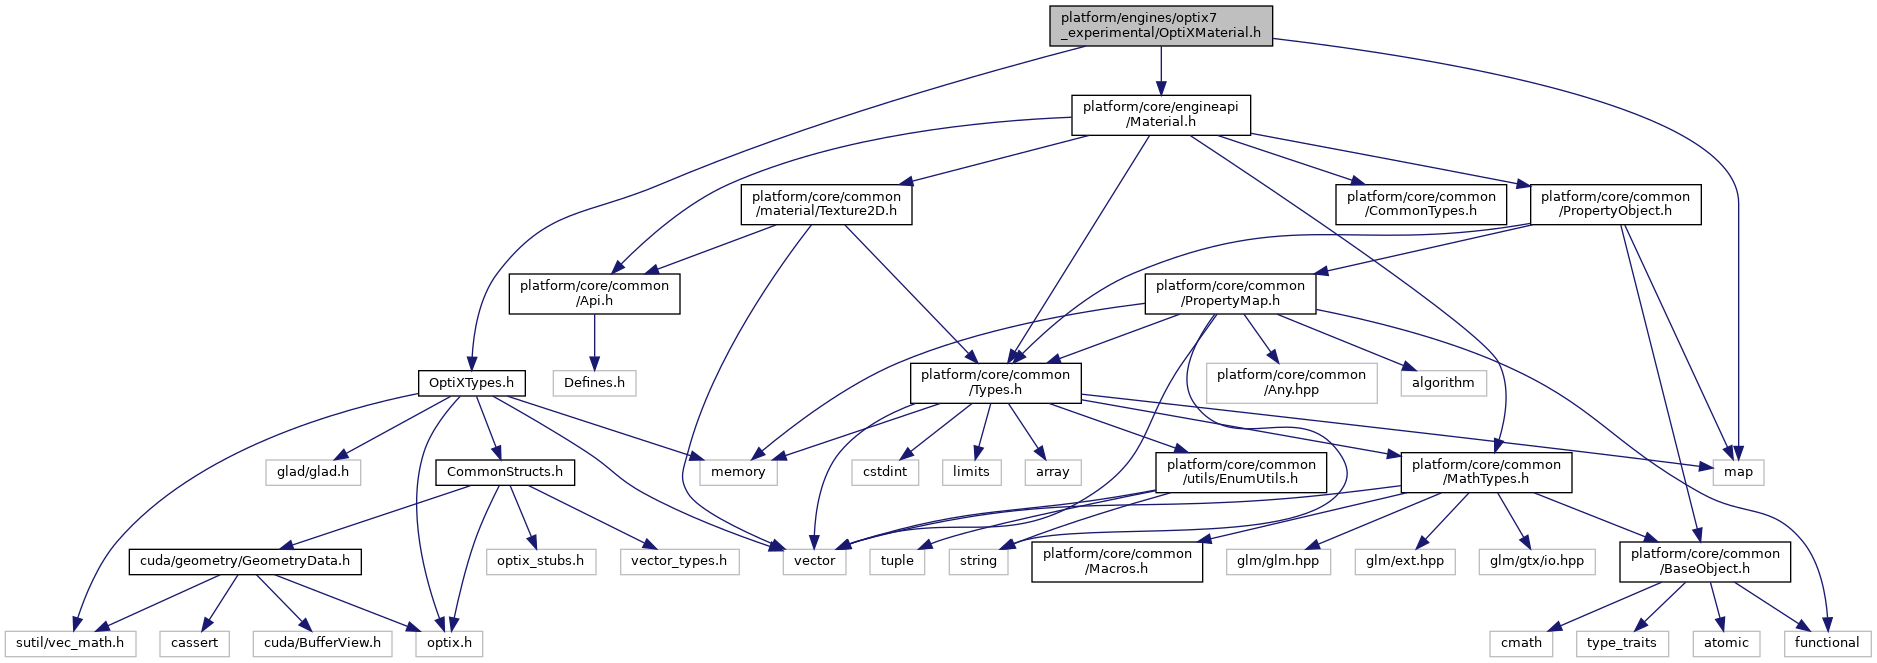 platform/engines/optix7
_experimental/OptiXMaterial.h
platform/core/engineapi
/Material.h
platform/core/common
/material/Texture2D.h
platform/core/common
/CommonTypes.h
platform/core/common
/PropertyObject.h
platform/core/common
/Api.h
platform/core/common
/PropertyMap.h
OptiXTypes.h
Defines.h
platform/core/common
/Types.h
platform/core/common
/Any.hpp
algorithm
glad/glad.h
CommonStructs.h
memory
cstdint
limits
array
platform/core/common
/utils/EnumUtils.h
platform/core/common
/MathTypes.h
map
cuda/geometry/GeometryData.h
optix_stubs.h
vector_types.h
vector
tuple
string
platform/core/common
/Macros.h
glm/glm.hpp
glm/ext.hpp
glm/gtx/io.hpp
platform/core/common
/BaseObject.h
sutil/vec_math.h
cassert
cuda/BufferView.h
optix.h
cmath
type_traits
atomic
functional